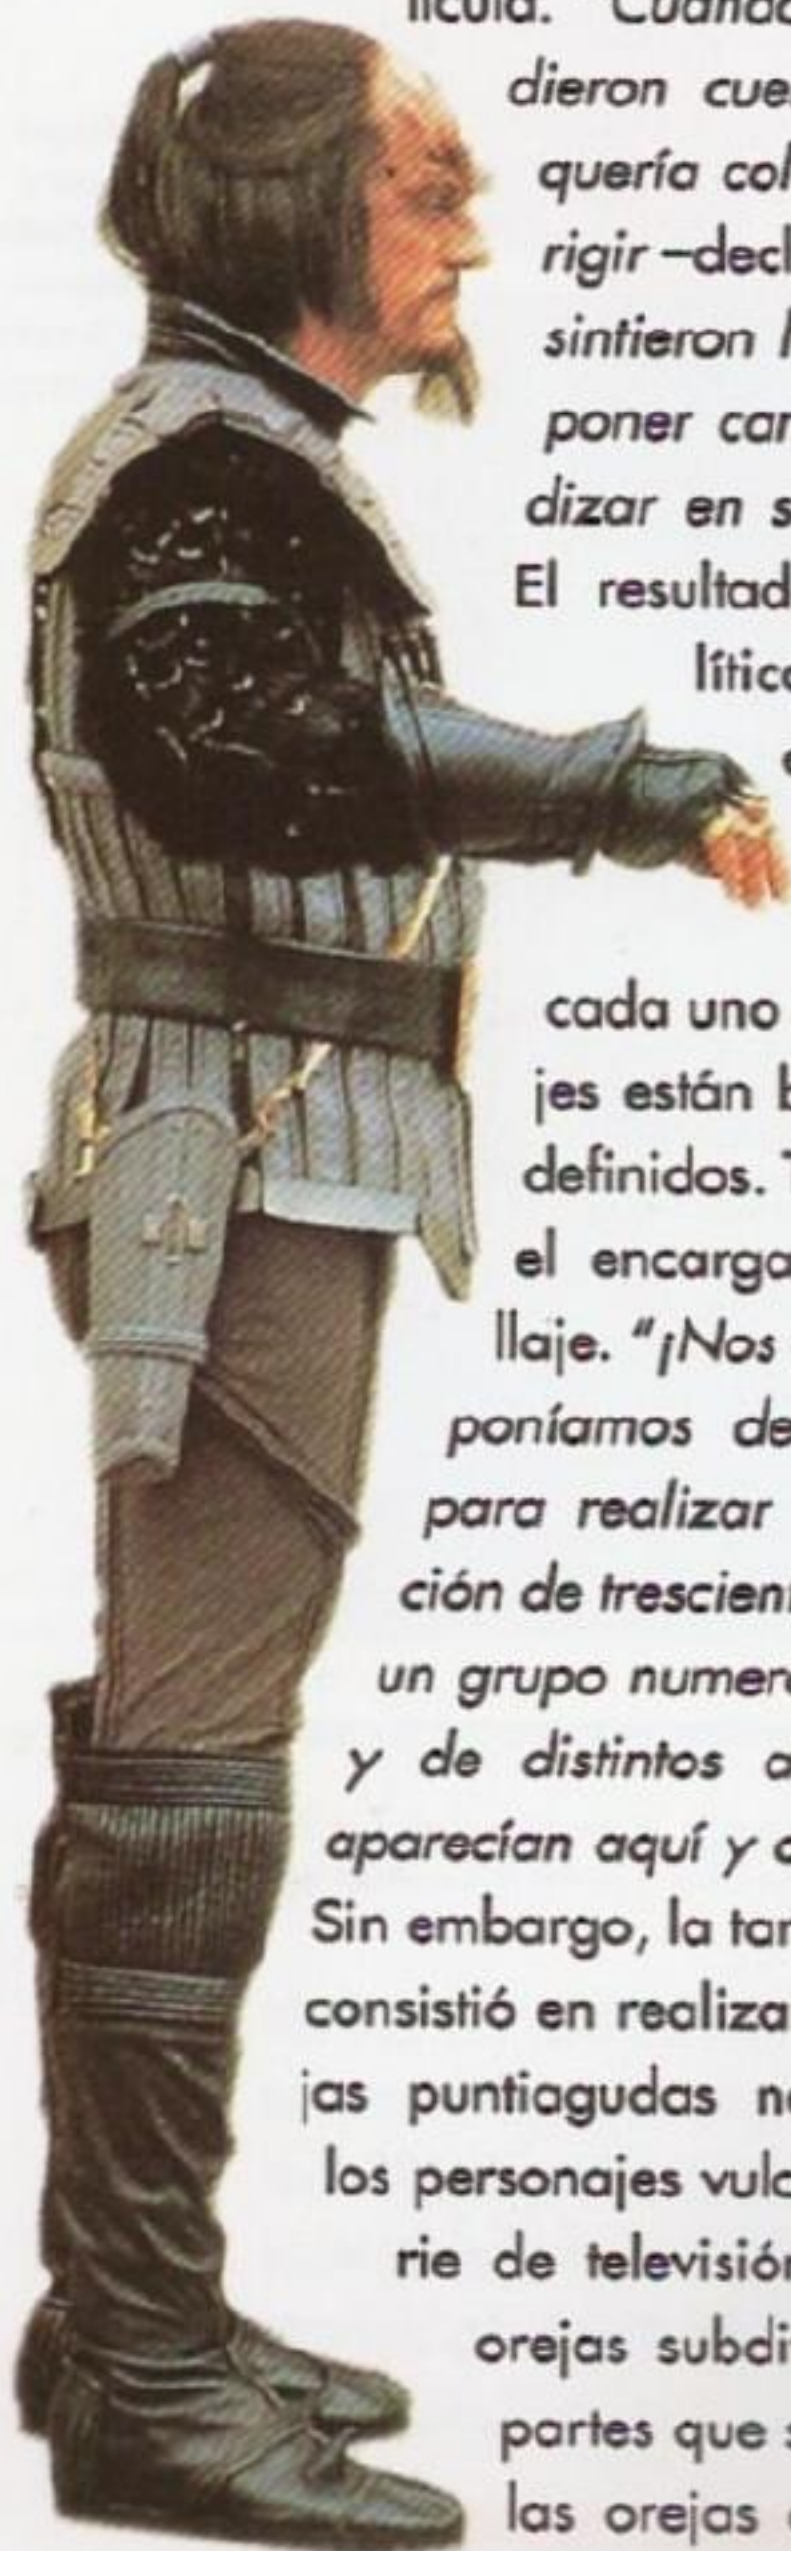 lícula. "Cuando
dieron cue
quería col
rigir –decl
sintieron
poner car
dizar en s
El resultad
lítico
e
cada uno
jes están b
definidos. T
el encarga
llaje. "¡Nos
poníamos de
para realizar
ción de trescient
un grupo numero
y de distintos a
aparecían aquí y a
Sin embargo, la tar
consistió en realiza
jas puntiagudas n
los personajes vulc
rie de televisión
orejas subdi
partes que s
las orejas